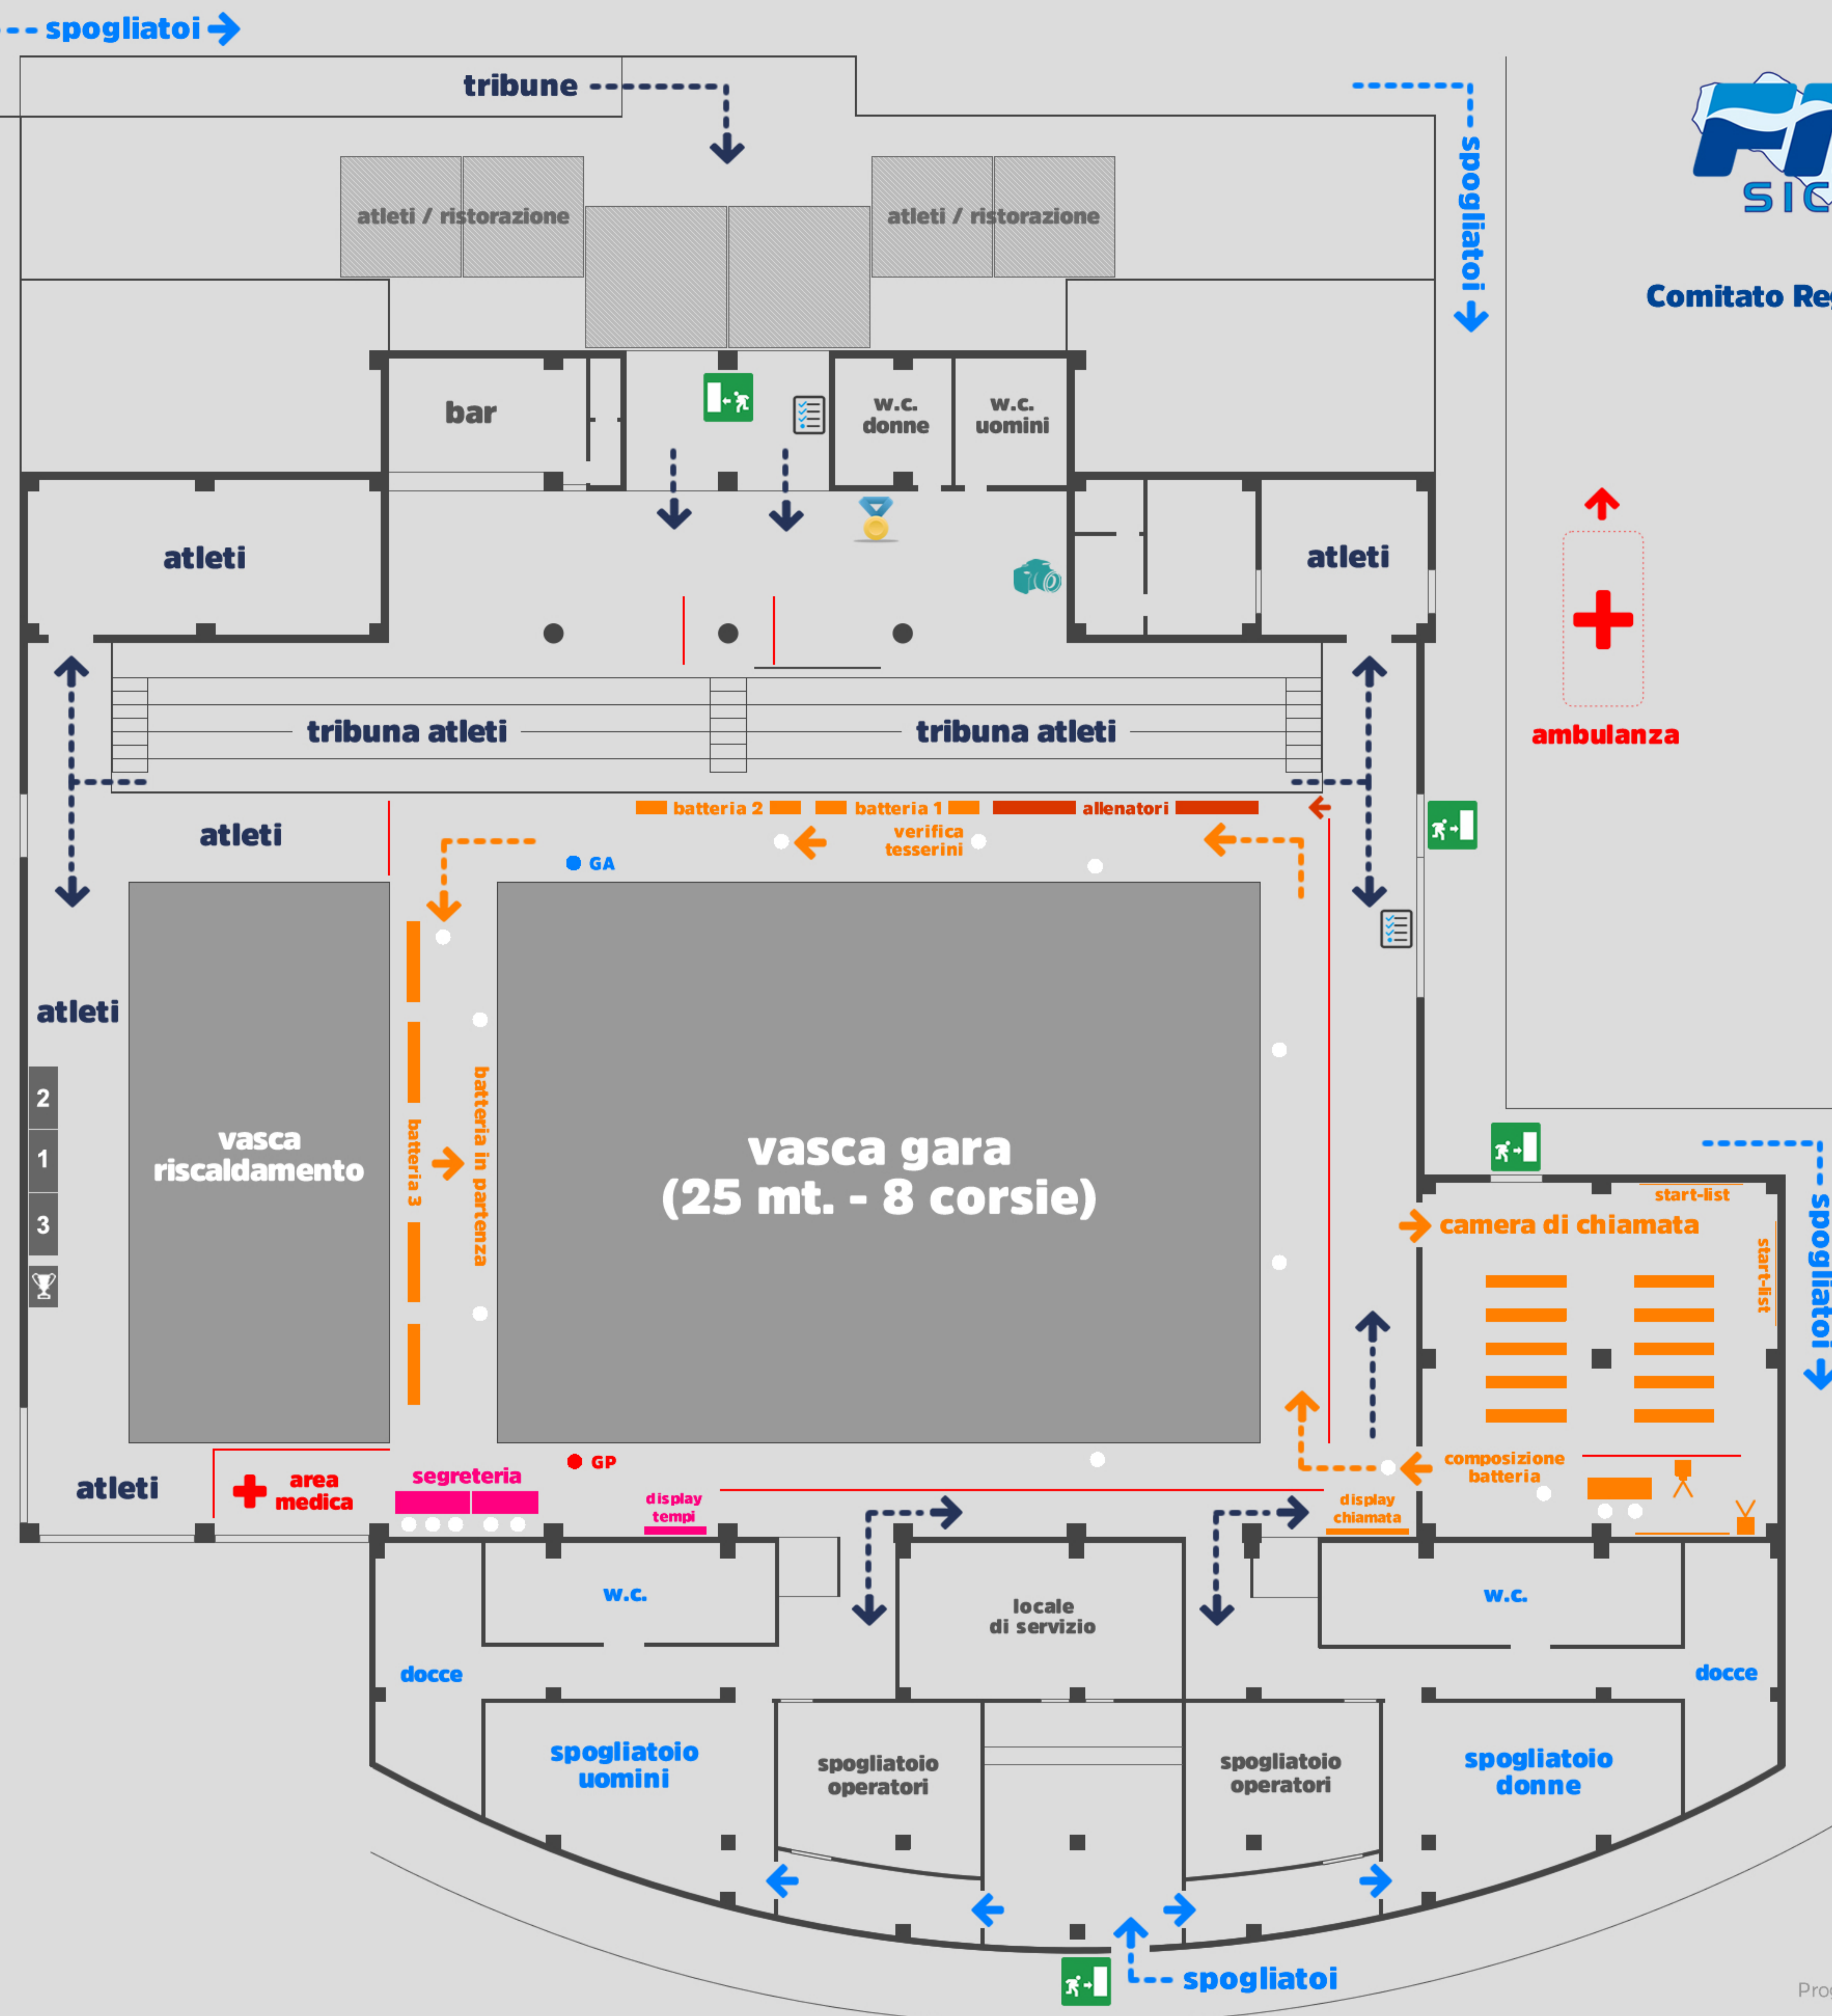 spogliatoi
tribune
spogliatoi
SIC
atleti / ristorazione
atleti / ristorazione
Comitato Reg
bar
w.c.
donne
w.c.
uomini
atleti
atleti
ambulanza
tribuna atleti
tribuna atleti
batteria 2
batteria 1
allenatori
atleti
verifica
tesserini
GA
atleti
2
1
3
vasca
riscaldamento
batteria 3
batteria in partenza
vasca gara
(25 mt. - 8 corsie)
start-list
camera di chiamata
start-list
spogliatoi
atleti
area
medica
GP
segreteria
display
tempi
display
chiamata
composizione
batteria
w.c.
locale
di servizio
w.c.
docce
docce
spogliatoio
uomini
spogliatoio
operatori
spogliatoio
operatori
spogliatoio
donne
spogliatoi
Prog